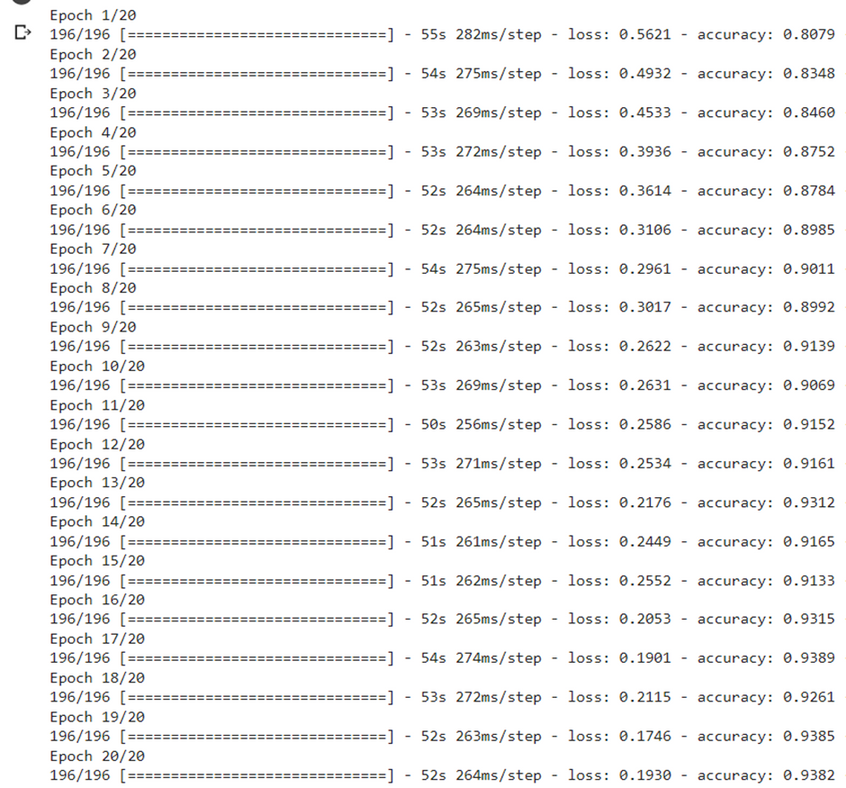 Epoch 1/20
196/196 [==============================] - 55s 282ms/step - loss: 0.5621 - accuracy: 0.8079
Epoch 2/20
196/196 [==============================] - 54s 275ms/step - loss: 0.4932 - accuracy: 0.8348
Epoch 3/20
196/196 [==============================] - 53s 269ms/step - loss: 0.4533 - accuracy: 0.8460
Epoch 4/20
196/196 [==============================] - 53s 272ms/step - loss: 0.3936 - accuracy: 0.8752
Epoch 5/20
196/196 [==============================] - 52s 264ms/step - loss: 0.3614 - accuracy: 0.8784
Epoch 6/20
196/196 [==============================] - 52s 264ms/step - loss: 0.3106 - accuracy: 0.8985
Epoch 7/20
196/196 [==============================] - 54s 275ms/step - loss: 0.2961 - accuracy: 0.9011
Epoch 8/20
196/196 [==============================] - 52s 265ms/step - loss: 0.3017 - accuracy: 0.8992
Epoch 9/20
196/196 [==============================] - 52s 263ms/step - loss: 0.2622 - accuracy: 0.9139
Epoch 10/20
196/196 [==============================] - 53s 269ms/step - loss: 0.2631 - accuracy: 0.9069
Epoch 11/20
196/196 [==============================] - 50s 256ms/step - loss: 0.2586 - accuracy: 0.9152
Epoch 12/20
196/196 [==============================] - 53s 271ms/step - loss: 0.2534 - accuracy: 0.9161
Epoch 13/20
196/196 [==============================] - 52s 265ms/step - loss: 0.2176 - accuracy: 0.9312
Epoch 14/20
196/196 [==============================] - 51s 261ms/step - loss: 0.2449 - accuracy: 0.9165
Epoch 15/20
196/196 [==============================] - 51s 262ms/step - loss: 0.2552 - accuracy: 0.9133
Epoch 16/20
196/196 [==============================] - 52s 265ms/step - loss: 0.2053 - accuracy: 0.9315
Epoch 17/20
196/196 [==============================] - 54s 274ms/step - loss: 0.1901 - accuracy: 0.9389
Epoch 18/20
196/196 [==============================] - 53s 272ms/step - loss: 0.2115 - accuracy: 0.9261
Epoch 19/20
196/196 [==============================] - 52s 263ms/step - loss: 0.1746 - accuracy: 0.9385
Epoch 20/20
196/196 [==============================] - 52s 264ms/step - loss: 0.1930 - accuracy: 0.9382